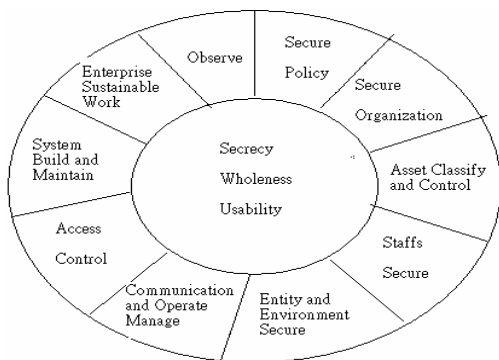 Observe
Secure
Policy
Secure
Organization
Asset Classify
and Control
Staffs
Secure
Entity and
Environment
Secure
Communication
and Operate
Manage
Access
Control
System
Build and
Maintain
Enterprise
Sustainable
Work
Secrecy
Wholeness
Usability